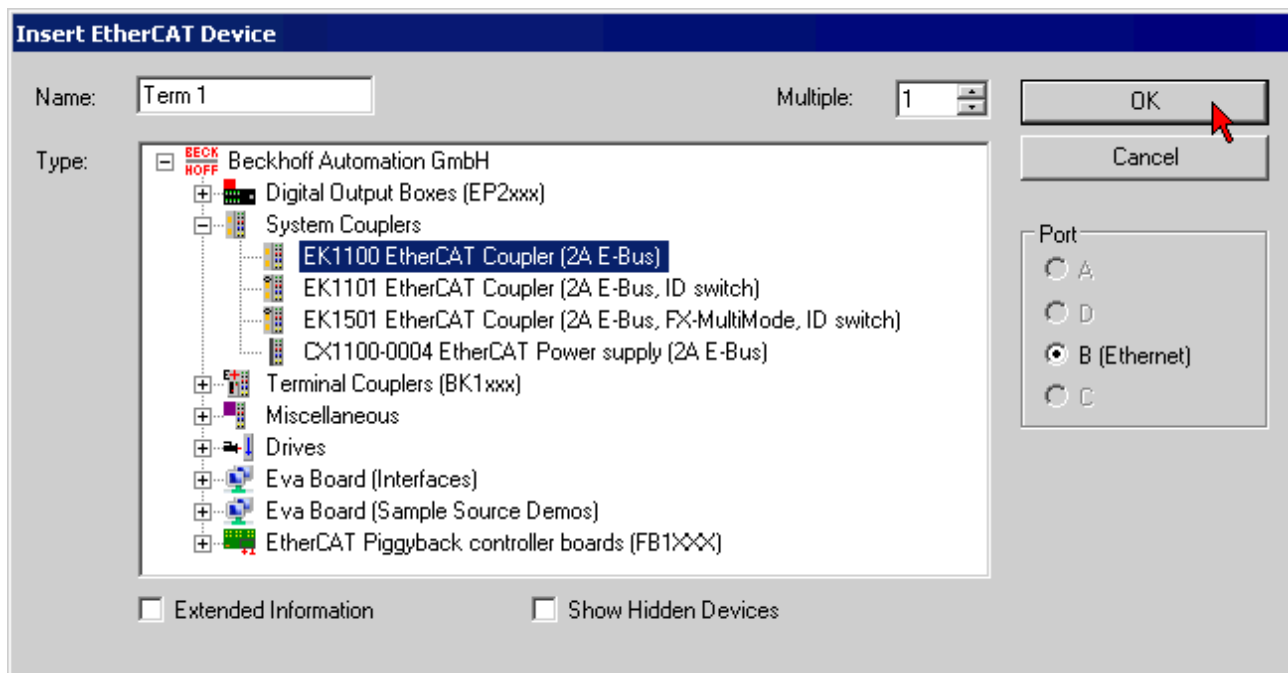 Insert EtherCAT Device
Name: Term 1 Multiple: 1 OK
Cancel
Type: BECKHOFF Beckhoff Automation GmbH
Digital Output Boxes (EP2xxx)
System Couplers
EK1100 EtherCAT Coupler (2A E-Bus)
EK1101 EtherCAT Coupler (2A E-Bus, ID switch)
EK1501 EtherCAT Coupler (2A E-Bus, FX-MultiMode, ID switch)
CX1100-0004 EtherCAT Power supply (2A E-Bus)
Terminal Couplers (BK1xxx)
Miscellaneous
Drives
Eva Board (Interfaces)
Eva Board (Sample Source Demos)
EtherCAT Piggyback controller boards (FB1XXX)
Port
A
D
B (Ethernet)
C
Extended Information Show Hidden Devices